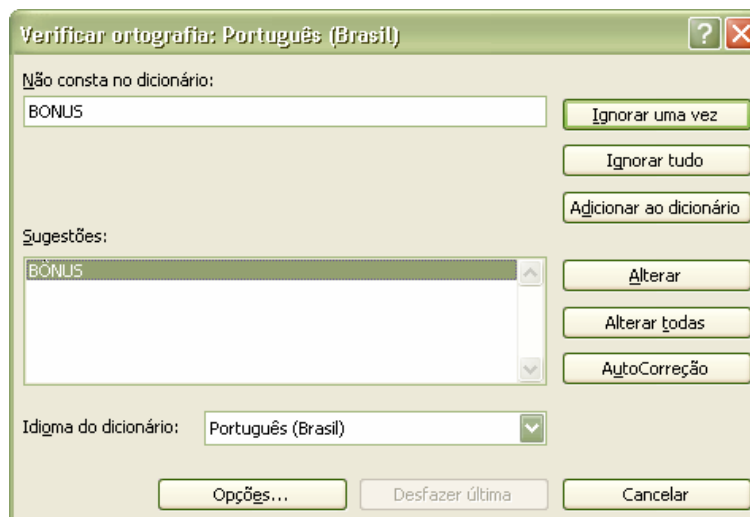 Verificar ortografia: Português (Brasil)
Não consta no dicionário:
BONUS
Ignorar uma vez
Ignorar tudo
Adicionar ao dicionário
Sugestões:
BÔNUS
Alterar
Alterar todas
AutoCorreção
Idioma do dicionário:
Português (Brasil)
Opções...
Desfazer última
Cancelar